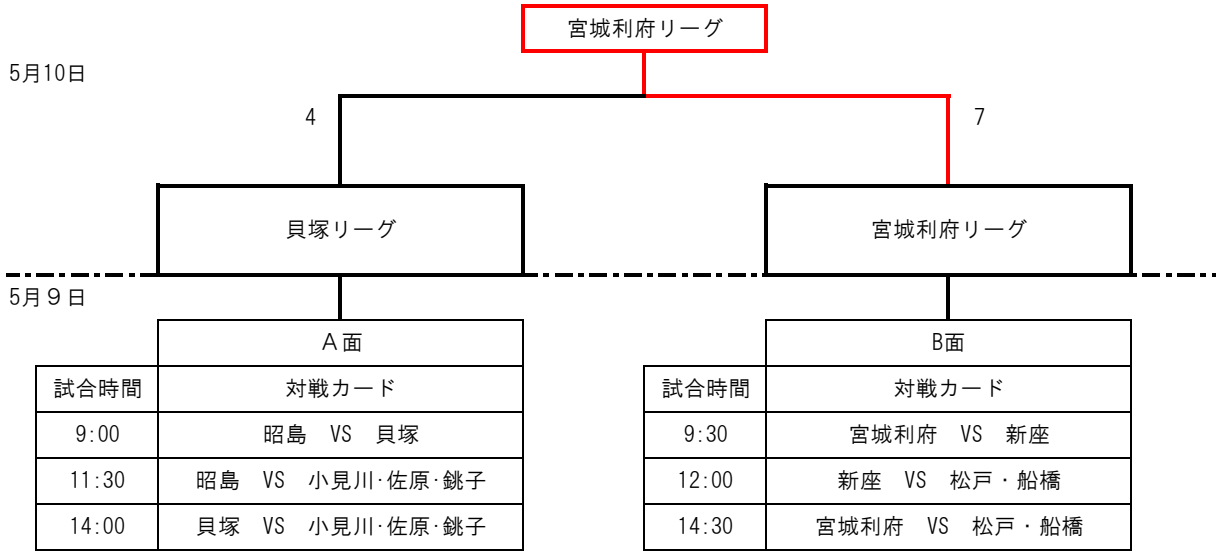 宮城利府リーグ
5月10日
4
7
貝塚リーグ
宮城利府リーグ
5月９日
Ａ面
B面
試合時間 対戦カード
試合時間 対戦カード
9:00 昭島　VS　貝塚
9:30 宮城利府　VS　新座
11:30 昭島　VS　小見川･佐原･銚子
12:00 新座　VS　松戸・船橋
14:00 貝塚　VS　小見川･佐原･銚子
14:30 宮城利府　VS　松戸・船橋